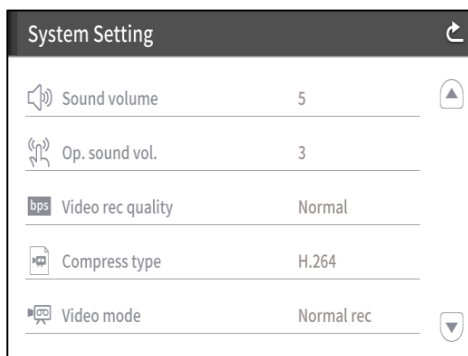 System Setting
Sound volume 5
Op. sound vol. 3
bps Video rec quality Normal
Compress type H.264
Video mode Normal rec